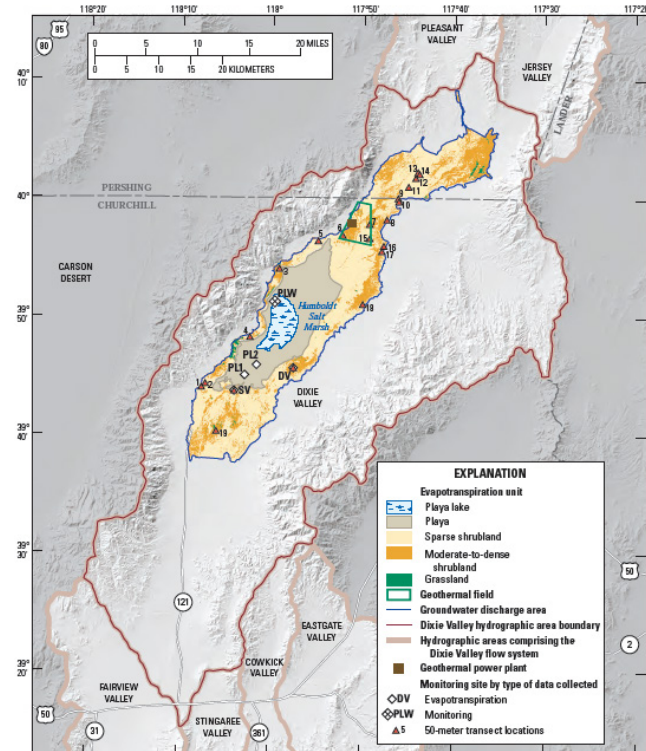 118°20'
118°10'
118°
117°50'
117°40'
117°30'
117°20'
95
80
0 5 10 15 20 MILES
0 5 10 15 20 KILOMETERS
PLEASANT
VALLEY
JERSEY
VALLEY
LANDER
40°
10'
40°
PERSHING
CHURCHILL
13 14
12
11
9
10
8
7
6
15
16
17
5
3
18
CARSON
DESERT
39°
50'
PLW
Humboldt
Salt
Marsh
4
PL2
PL1
DV
SV
1 2
DIXIE
VALLEY
39°
40'
19
39°
30'
39°
20'
121
EASTGATE
VALLEY
COWKICK
VALLEY
FAIRVIEW
VALLEY
STINGAREE
VALLEY
50
31
361
50
2
EXPLANATION
Evapotranspiration unit
Playa lake
Playa
Sparse shrubland
Moderate-to-dense
shrubland
Grassland
Geothermal field
Groundwater discharge area
Dixie Valley hydrographic area boundary
Hydrographic areas comprising the
Dixie Valley flow system
Geothermal power plant
Monitoring site by type of data collected
DV Evapotranspiration
PLW Monitoring
5 50-meter transect locations